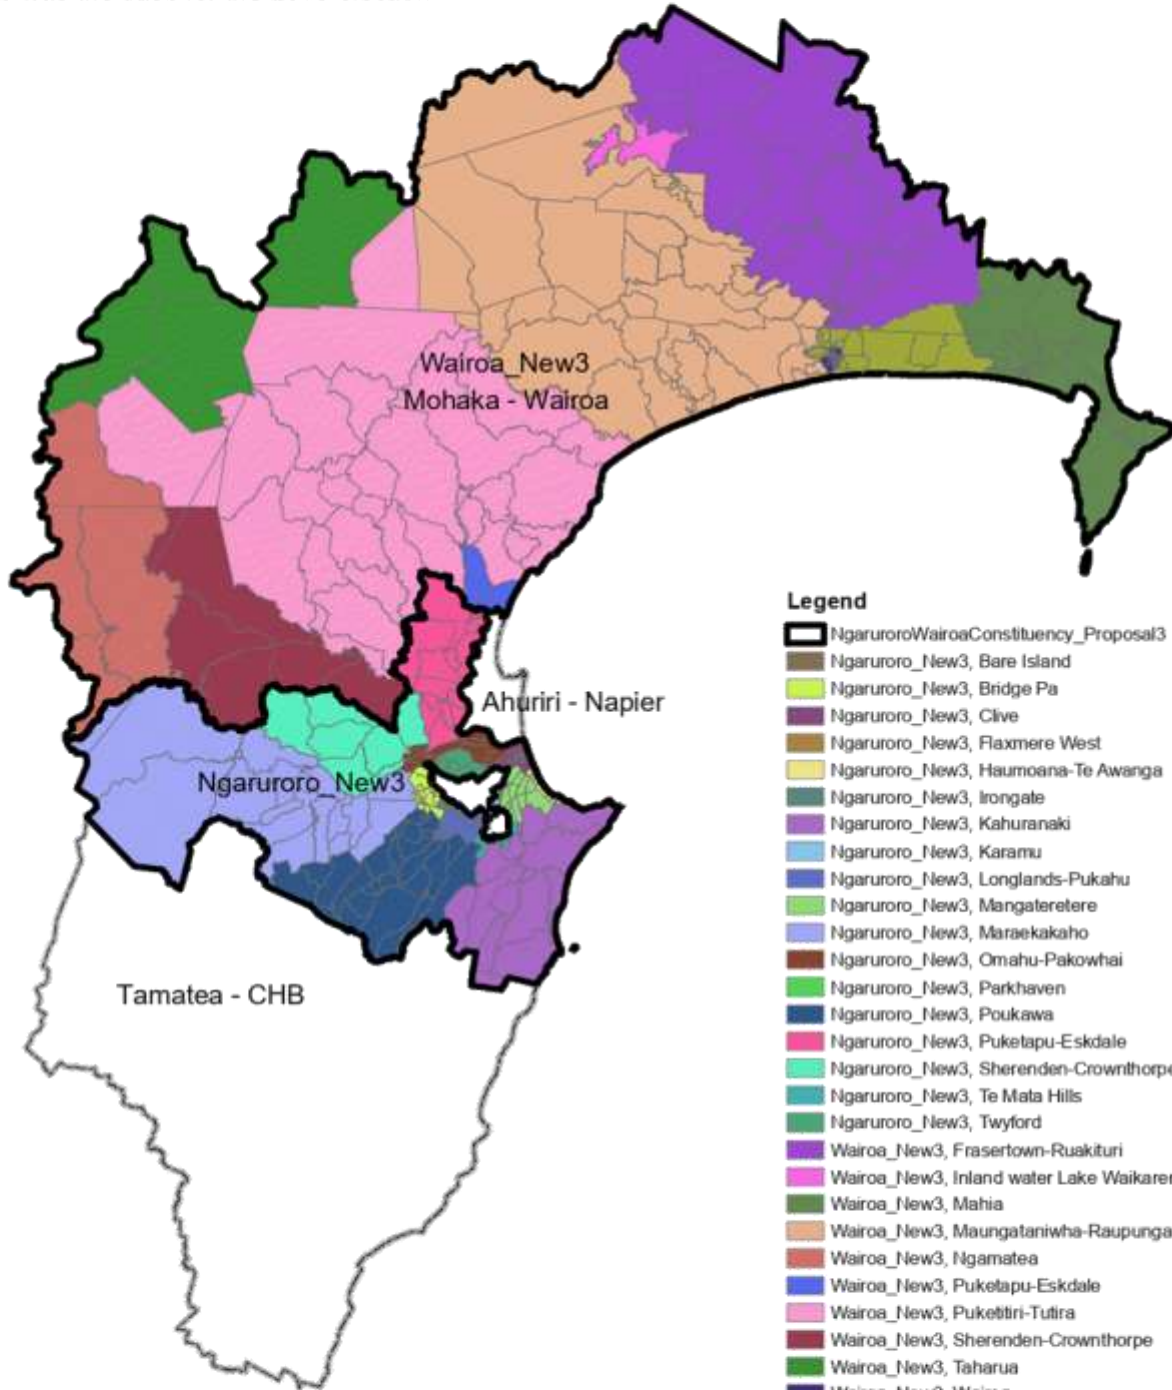 Wairoa_New3
Mohaka - Wairoa
Ahuriri - Napier
Ngaruroro_New3
Tamatea - CHB
Legend
NgaruroroWairoaConstituency_Proposal3
Ngaruroro_New3, Bare Island
Ngaruroro_New3, Bridge Pa
Ngaruroro_New3, Clive
Ngaruroro_New3, Flaxmere West
Ngaruroro_New3, Haumoana-Te Awanga
Ngaruroro_New3, Irongate
Ngaruroro_New3, Kahuranaki
Ngaruroro_New3, Karamu
Ngaruroro_New3, Longlands-Pukahu
Ngaruroro_New3, Mangateretere
Ngaruroro_New3, Maraekakaho
Ngaruroro_New3, Omahu-Pakowhai
Ngaruroro_New3, Parkhaven
Ngaruroro_New3, Poukawa
Ngaruroro_New3, Puketapu-Eskdale
Ngaruroro_New3, Sherenden-Crownthorpe
Ngaruroro_New3, Te Mata Hills
Ngaruroro_New3, Twyford
Wairoa_New3, Frasertown-Ruakituri
Wairoa_New3, Inland water Lake Waikarer
Wairoa_New3, Mahia
Wairoa_New3, Maungataniwha-Raupunga
Wairoa_New3, Ngamatea
Wairoa_New3, Puketapu-Eskdale
Wairoa_New3, Puketitiri-Tutira
Wairoa_New3, Sherenden-Crownthorpe
Wairoa_New3, Taharua
Wairoa_New3, Wairoa